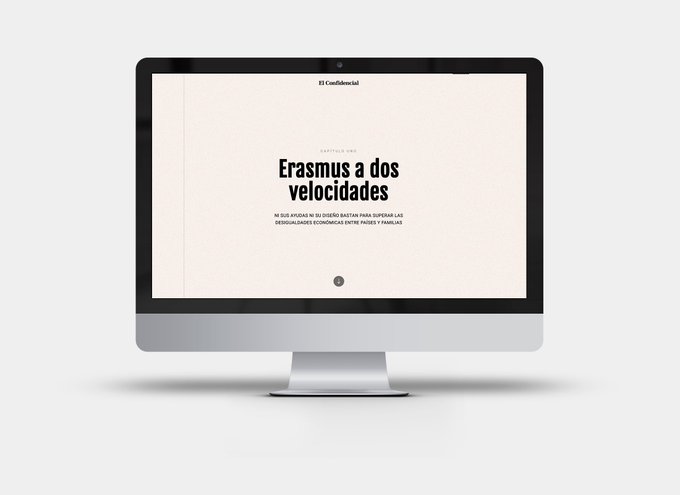 El Confidencial
CAPÍTULO UNO
Erasmus a dos
velocidades
NI SUS AYUDAS NI SU DISEÑO BASTAN PARA SUPERAR LAS
DESIGUALDADES ECONÓMICAS ENTRE PAÍSES Y FAMILIAS